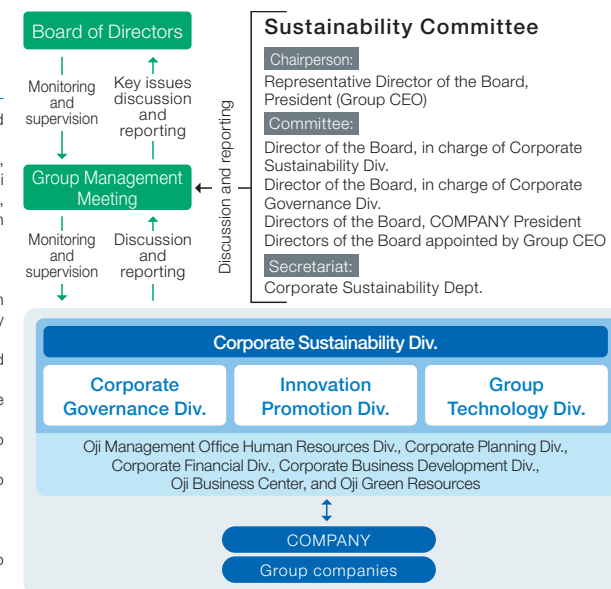 Board of Directors
Monitoring
and
supervision
Key issues
discussion
and
reporting
Group Management
Meeting
Monitoring
and
supervision
Discussion
and
reporting
Discussion and reporting
Sustainability Committee
Chairperson:
Representative Director of the Board,
President (Group CEO)
Committee:
Director of the Board, in charge of Corporate
Sustainability Div.
Director of the Board, in charge of Corporate
Governance Div.
Directors of the Board, COMPANY President
Directors of the Board appointed by Group CEO
Secretariat:
Corporate Sustainability Dept.
Corporate Sustainability Div.
Corporate
Governance Div.
Innovation
Promotion Div.
Group
Technology Div.
Oji Management Office Human Resources Div., Corporate Planning Div.,
Corporate Financial Div., Corporate Business Development Div.,
Oji Business Center, and Oji Green Resources
COMPANY
Group companies